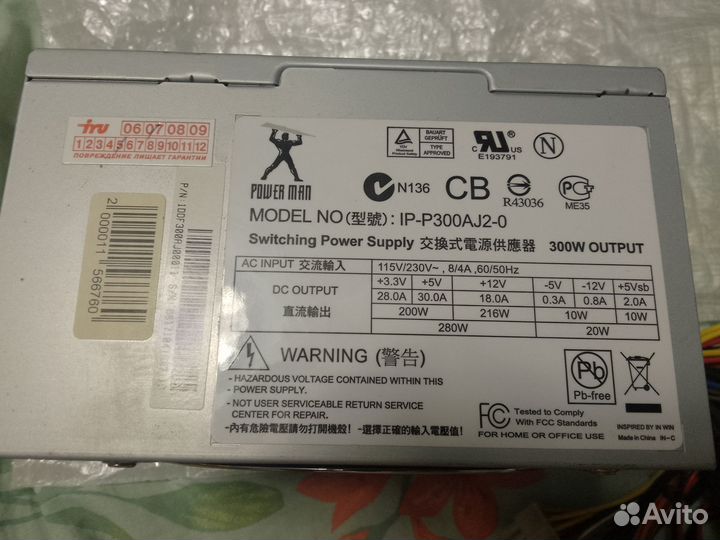 iru 06 07 08 09
1 2 3 4 5 6 7 8 9 10 11 12
ПОВРЕЖДЕНИЕ ЛИШАЕТ ГАРАНТИИ
2 000011 566760
POWER MAN
BAUART GEPRÜFT
TYPE APPROVED
C RU US
E193791
N
N136
CB
R43036
ME35
MODEL NO (型號): IP-P300AJ2-0
Switching Power Supply 交換式電源供應器 300W OUTPUT
AC INPUT 交流輸入 115V/230V~, 8/4A ,60/50Hz
DC OUTPUT 直流輸出
+3.3V +5V +12V -5V -12V +5Vsb
28.0A 30.0A 18.0A 0.3A 0.8A 2.0A
200W 216W 10W 10W
280W 20W
WARNING (警告)
- HAZARDOUS VOLTAGE CONTAINED WITHIN THIS
- POWER SUPPLY.
- NOT USER SERVICEABLE RETURN SERVICE
CENTER FOR REPAIR.
-內有危險電壓請勿打開機殼! -選擇正確的輸入電壓值!
Pb
Pb-free
FC Tested to Comply
With FCC Standards
FOR HOME OR OFFICE USE
INSPIRED BY IN WIN
Made in China IN-C
Avito